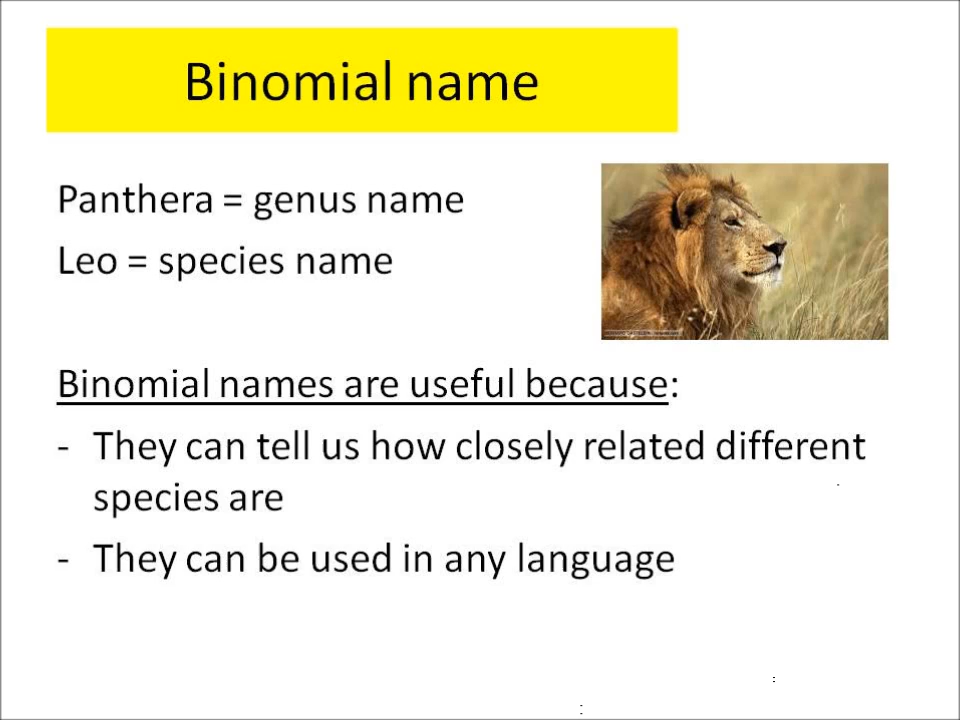 Binomial name
Panthera = genus name
Leo = species name
Binomial names are useful because:
- They can tell us how closely related different
species are
- They can be used in any language